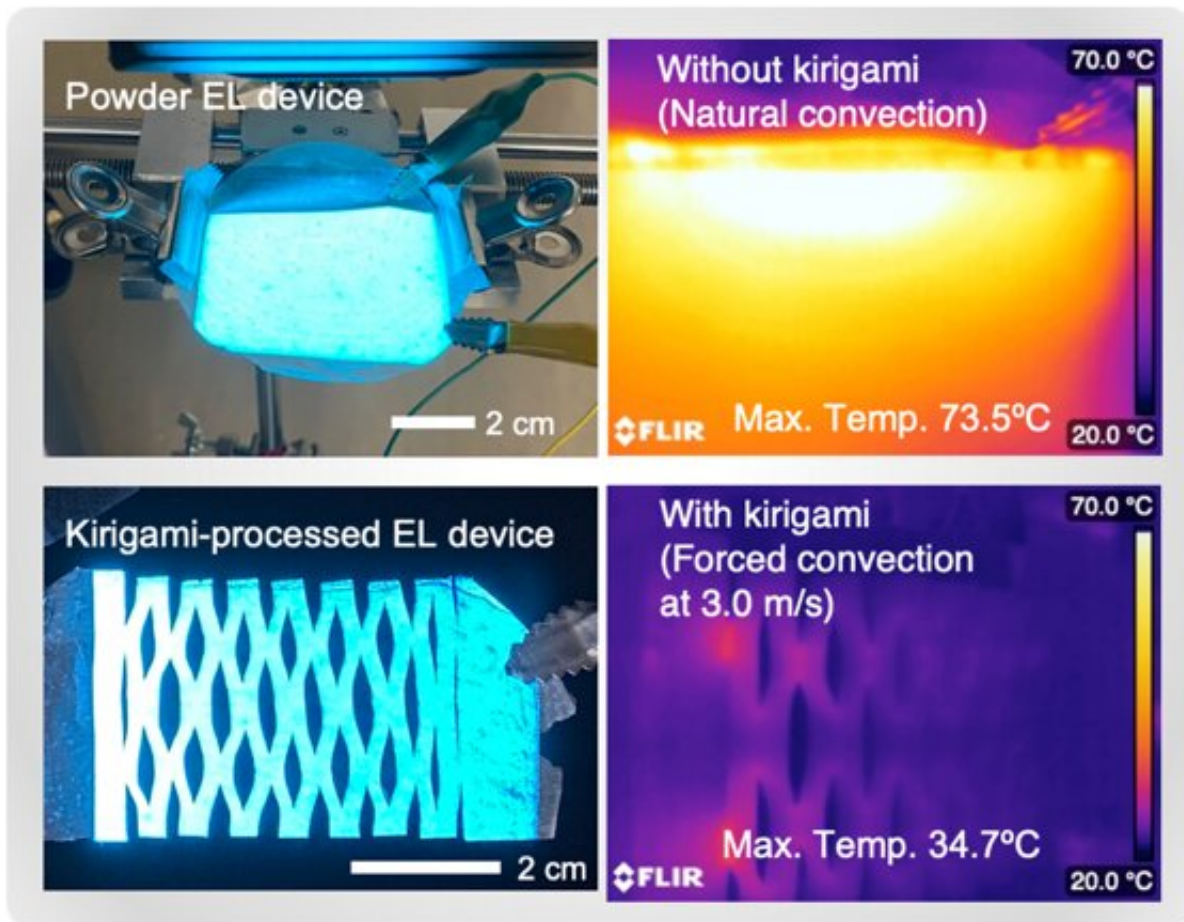 Powder EL device
2 cm
Without kirigami
(Natural convection)
70.0 °C
FLIR
Max. Temp. 73.5ºC
20.0 °C
Kirigami-processed EL device
2 cm
With kirigami
(Forced convection
at 3.0 m/s)
70.0 °C
FLIR
Max. Temp. 34.7ºC
20.0 °C